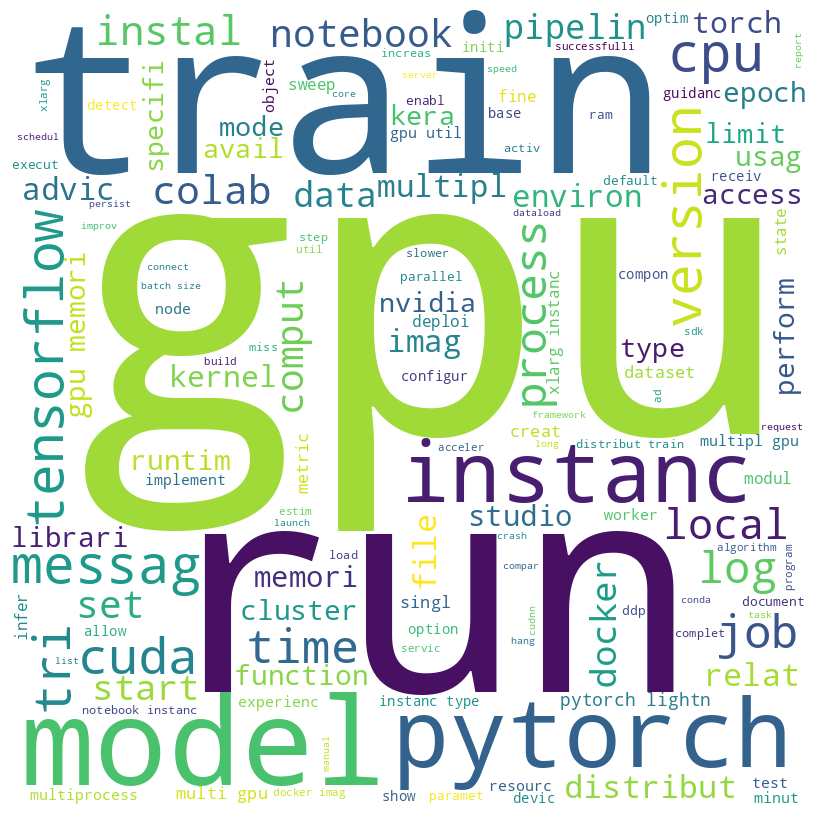 train
gpu
run
model
pytorch
instanc
tensorflow
messag
process
version
instal
notebook
pipelin
torch
optim
cpu
successfulli
increas
initi
report
xlarg
detect
specifi
object
sweep
server
core
speed
enabl
kera
fine
base
ram
guidanc
epoch
mode
avail
gpu util
activ
limit
usag
schedul
execut
advic
colab
data
multipl
environ
default
receiv
access
persist
improv
dataload
state
step
util
slower
connect
batch size
node
parallel
nvidia
deploi
imag
configur
compon
sdk
perform
gpu memori
comput
miss
build
kernel
xlarg instanc
type
dataset
ad
framework
request
creat
long
distribut train
multipl gpu
runtim
implement
metric
acceler
modul
estim
launch
studio
worker
local
librari
crash
log
algorithm
program
load
memori
file
compar
set
infer
allow
cluster
singl
option
cudnn
hang
ddp
docker
conda
task
document
complet
job
tri
list
cuda
time
servic
start
function
relat
notebook instanc
experienc
instanc type
pytorch lightn
manual
multiprocess
multi gpu
docker imag
show
paramet
resourc
devic
distribut
test
minut